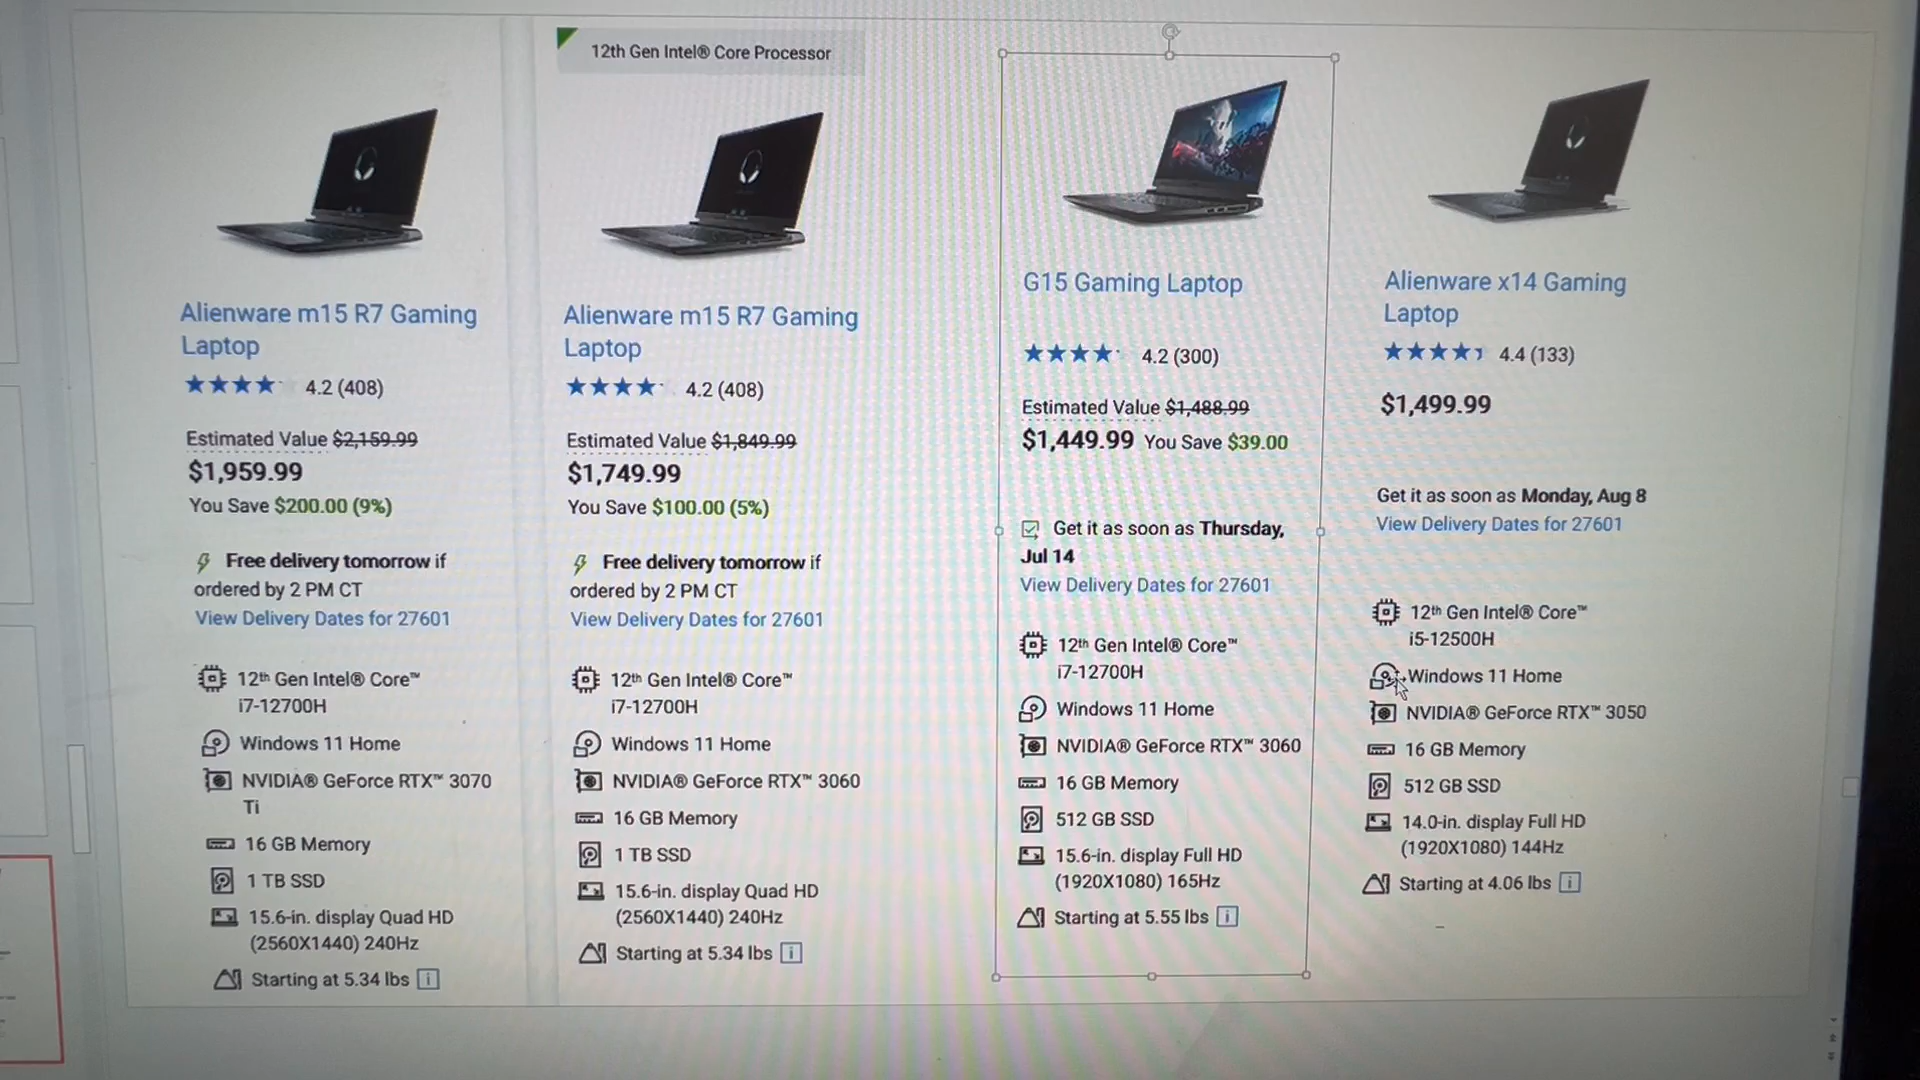 12th Gen Intel® Core Processor
Alienware m15 R7 Gaming
Laptop
4.2 (408)
Estimated Value $2,159.99
$1,959.99
You Save $200.00 (9%)
Free delivery tomorrow if
ordered by 2 PM CT
View Delivery Dates for 27601
12th Gen Intel® Core™
i7-12700H
Windows 11 Home
NVIDIA® GeForce RTX™ 3070
Ti
16 GB Memory
1 TB SSD
15.6-in. display Quad HD
(2560X1440) 240Hz
Starting at 5.34 lbs
Alienware m15 R7 Gaming
Laptop
4.2 (408)
Estimated Value $1,849.99
$1,749.99
You Save $100.00 (5%)
Free delivery tomorrow if
ordered by 2 PM CT
View Delivery Dates for 27601
12th Gen Intel® Core™
i7-12700H
Windows 11 Home
NVIDIA® GeForce RTX™ 3060
16 GB Memory
1 TB SSD
15.6-in. display Quad HD
(2560X1440) 240Hz
Starting at 5.34 lbs
G15 Gaming Laptop
4.2 (300)
Estimated Value $1,488.99
$1,449.99 You Save $39.00
Get it as soon as Thursday,
Jul 14
View Delivery Dates for 27601
12th Gen Intel® Core™
i7-12700H
Windows 11 Home
NVIDIA® GeForce RTX™ 3060
16 GB Memory
512 GB SSD
15.6-in. display Full HD
(1920X1080) 165Hz
Starting at 5.55 lbs
Alienware x14 Gaming
Laptop
4.4 (133)
$1,499.99
Get it as soon as Monday, Aug 8
View Delivery Dates for 27601
12th Gen Intel® Core™
i5-12500H
Windows 11 Home
NVIDIA® GeForce RTX™ 3050
16 GB Memory
512 GB SSD
14.0-in. display Full HD
(1920X1080) 144Hz
Starting at 4.06 lbs